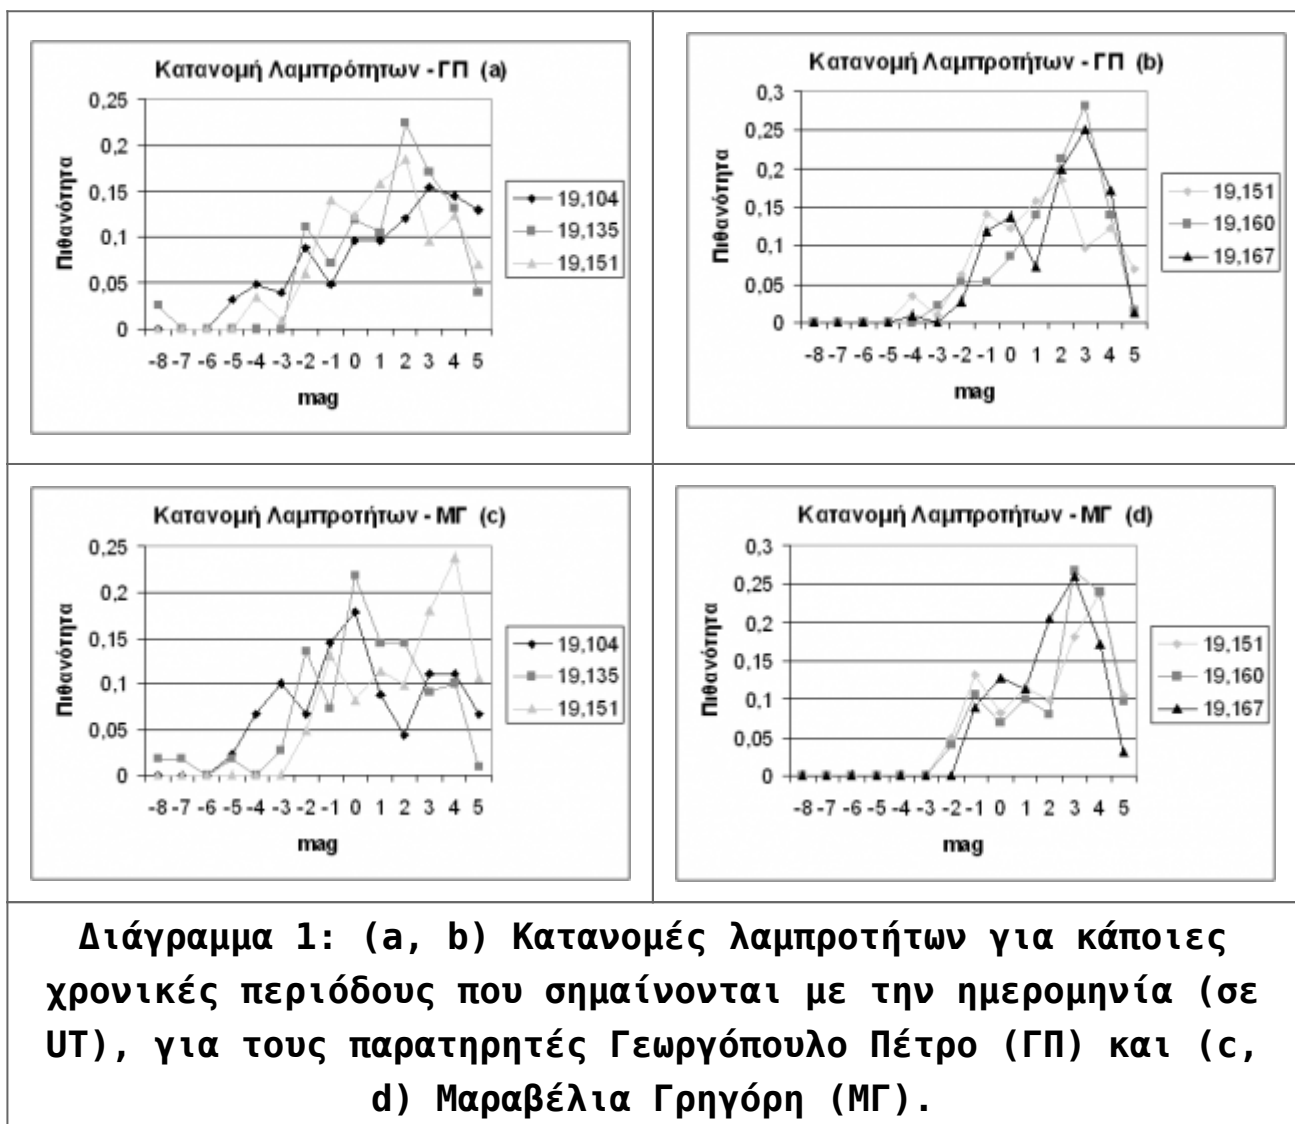 Κατανομή Λαμπρότητων - ΓΠ (a)
0,25
0,2
0,15
0,1
0,05
0
Πιθανότητα
-8 -7 -6 -5 -4 -3 -2 -1 0 1 2 3 4 5
mag
19,104
19,135
19,151
Κατανομή Λαμπροτήτων - ΓΠ (b)
0,3
0,25
0,2
0,15
0,1
0,05
0
Πιθανότητα
-8 -7 -6 -5 -4 -3 -2 -1 0 1 2 3 4 5
mag
19,151
19,160
19,167
Κατανομή Λαμπροτήτων - ΜΓ (c)
0,25
0,2
0,15
0,1
0,05
0
Πιθανότητα
-8 -7 -6 -5 -4 -3 -2 -1 0 1 2 3 4 5
mag
19,104
19,135
19,151
Κατανομή Λαμπροτήτων - ΜΓ (d)
0,3
0,25
0,2
0,15
0,1
0,05
0
Πιθανότητα
-8 -7 -6 -5 -4 -3 -2 -1 0 1 2 3 4 5
mag
19,151
19,160
19,167
Διάγραμμα 1: (a, b) Κατανομές λαμπροτήτων για κάποιες
χρονικές περιόδους που σημαίνονται με την ημερομηνία (σε
UT), για τους παρατηρητές Γεωργόπουλο Πέτρο (ΓΠ) και (c,
d) Μαραβέλια Γρηγόρη (ΜΓ).